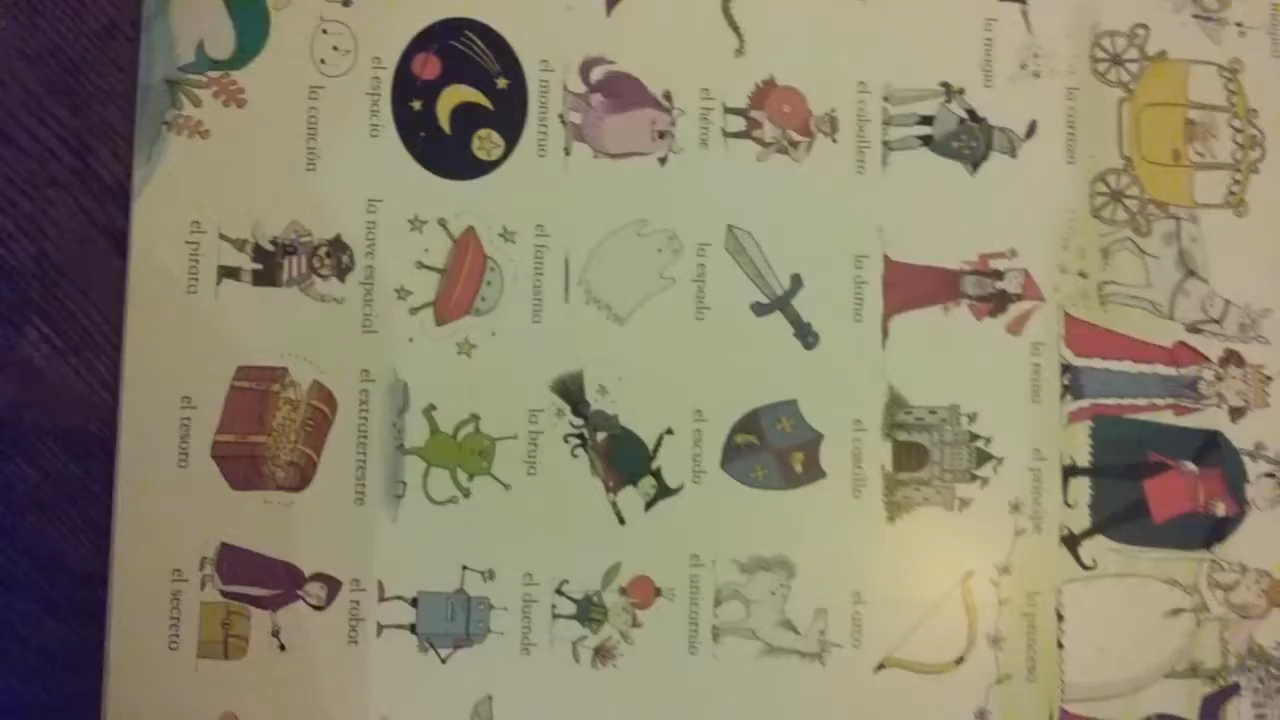 la magia
la carroza
la reina
el príncipe
la princesa
el caballero
la dama
el castillo
el arco
el héroe
la espada
el escudo
el unicornio
el monstruo
el fantasma
la bruja
el duende
el espacio
la nave espacial
el extraterrestre
el robot
la canción
el pirata
el tesoro
el secreto